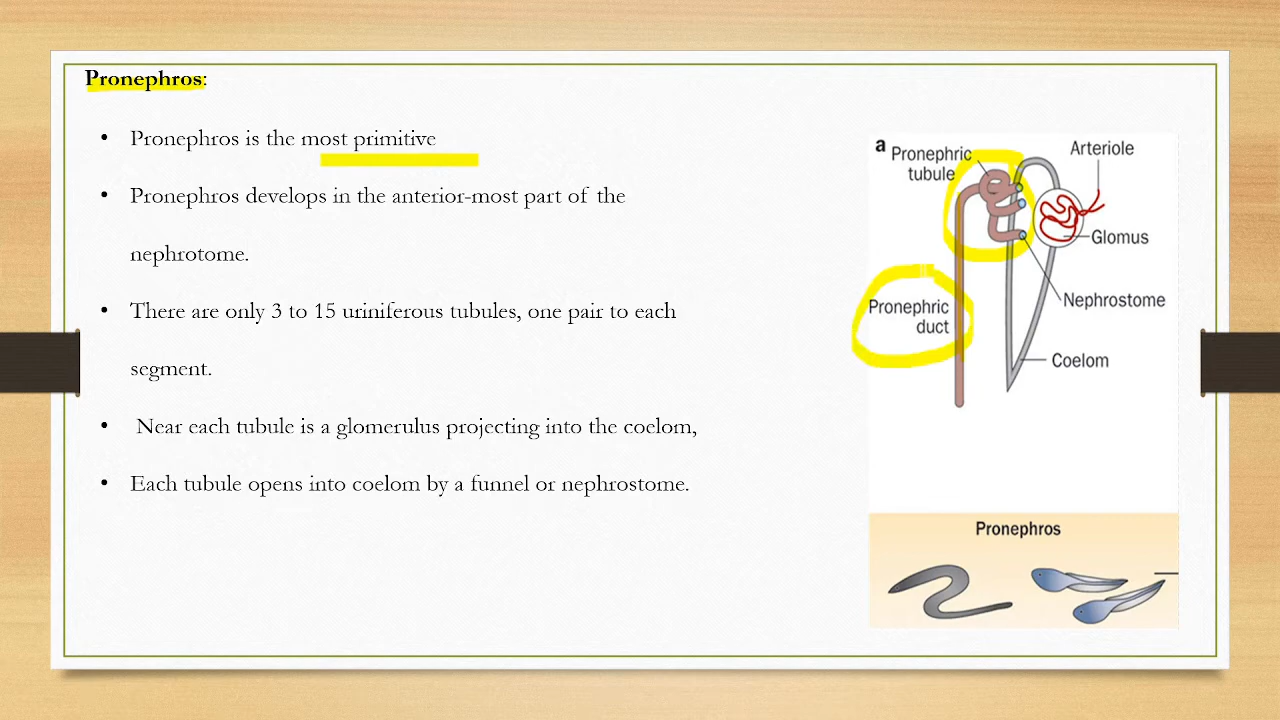 Pronephros:
• Pronephros is the most primitive
• Pronephros develops in the anterior-most part of the
nephrotome.
• There are only 3 to 15 uriniferous tubules, one pair to each
segment.
• Near each tubule is a glomerulus projecting into the coelom,
• Each tubule opens into coelom by a funnel or nephrostome.
a
Pronephric
tubule
Arteriole
Glomus
Nephrostome
Pronephric
duct
Coelom
Pronephros